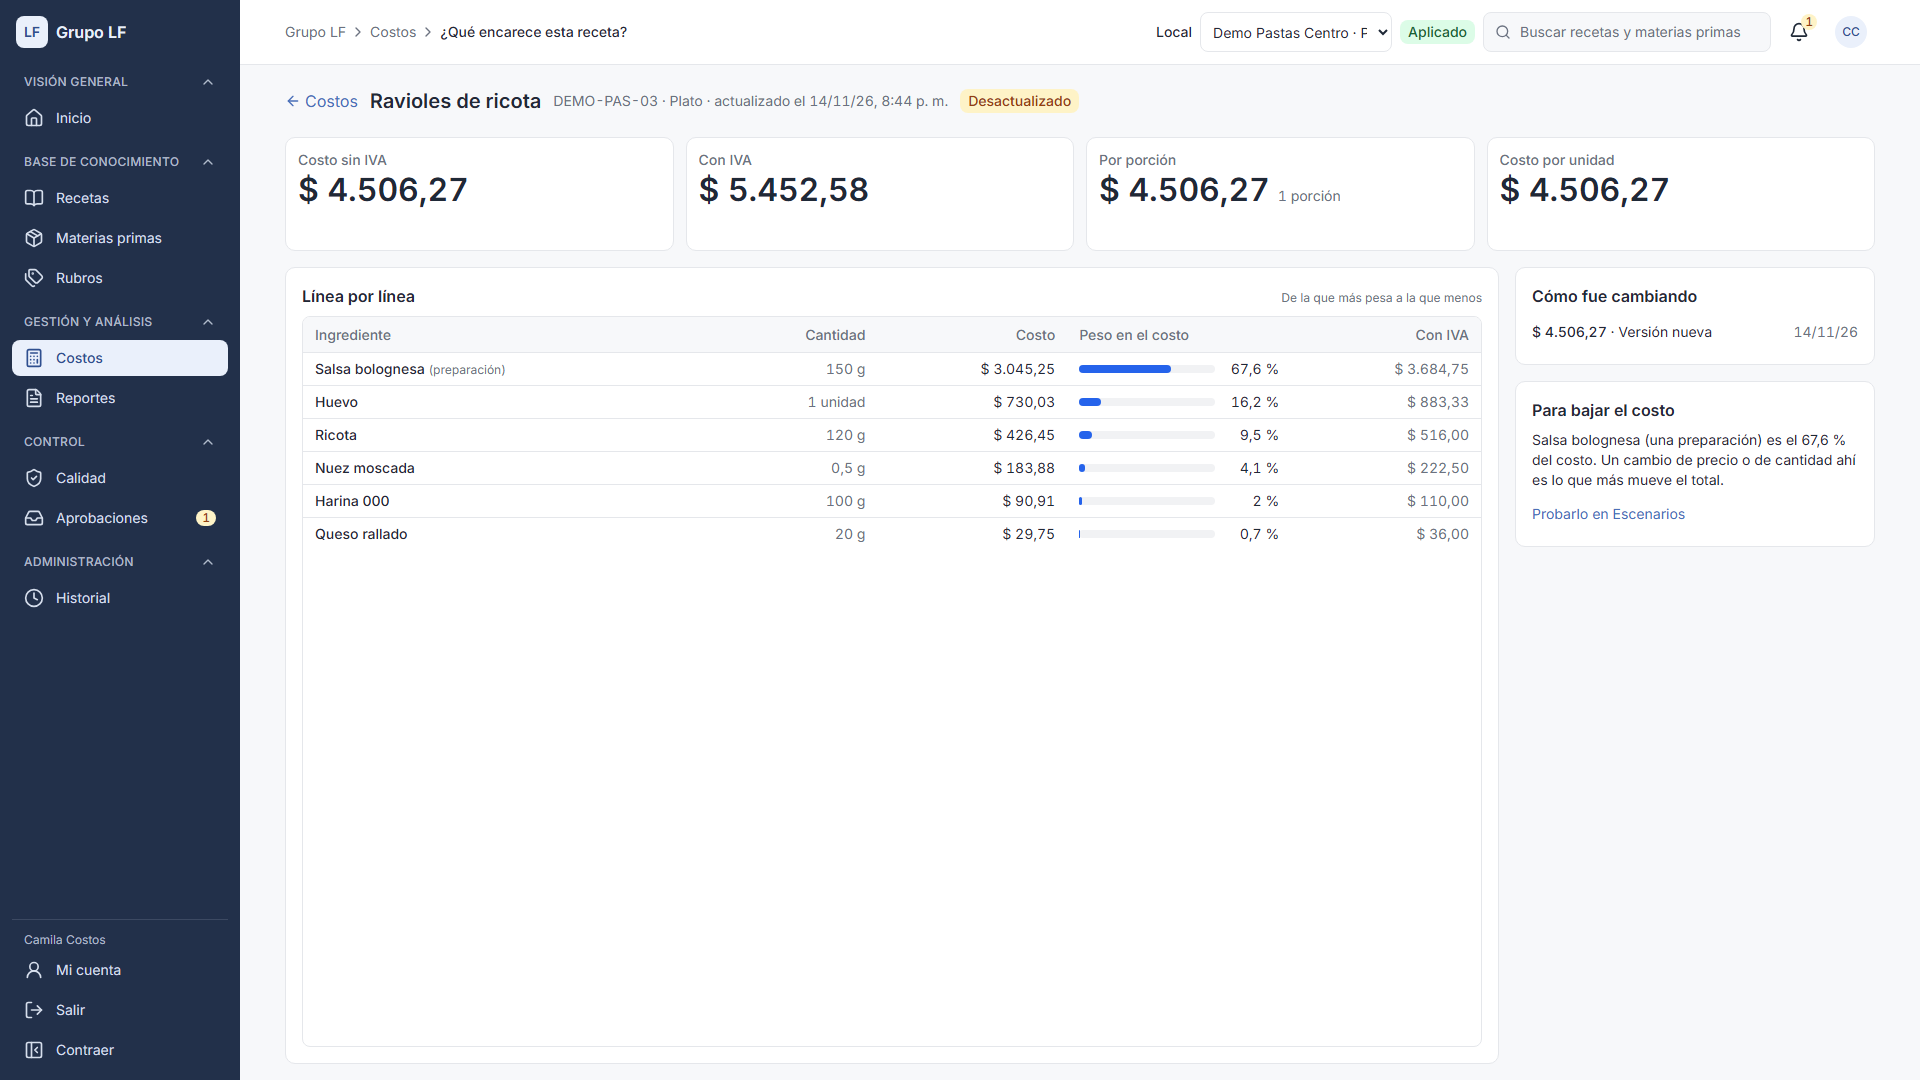 LF Grupo LF
VISIÓN GENERAL
Inicio
BASE DE CONOCIMIENTO
Recetas
Materias primas
Rubros
GESTIÓN Y ANÁLISIS
Costos
Reportes
CONTROL
Calidad
Aprobaciones 1
ADMINISTRACIÓN
Historial
Camila Costos
Mi cuenta
Salir
Contraer
Grupo LF > Costos > ¿Qué encarece esta receta?
Local Demo Pastas Centro · Aplicado Buscar recetas y materias primas 1 CC
← Costos Ravioles de ricota DEMO-PAS-03 · Plato · actualizado el 14/11/26, 8:44 p. m. Desactualizado
Costo sin IVA
$ 4.506,27
Con IVA
$ 5.452,58
Por porción
$ 4.506,27 1 porción
Costo por unidad
$ 4.506,27
Línea por línea De la que más pesa a la que menos
Ingrediente Cantidad Costo Peso en el costo Con IVA
Salsa bolognesa (preparación) 150 g $ 3.045,25 67,6 % $ 3.684,75
Huevo 1 unidad $ 730,03 16,2 % $ 883,33
Ricota 120 g $ 426,45 9,5 % $ 516,00
Nuez moscada 0,5 g $ 183,88 4,1 % $ 222,50
Harina 000 100 g $ 90,91 2 % $ 110,00
Queso rallado 20 g $ 29,75 0,7 % $ 36,00
Cómo fue cambiando
$ 4.506,27 · Versión nueva 14/11/26
Para bajar el costo
Salsa bolognesa (una preparación) es el 67,6 %
del costo. Un cambio de precio o de cantidad ahí
es lo que más mueve el total.
Probarlo en Escenarios